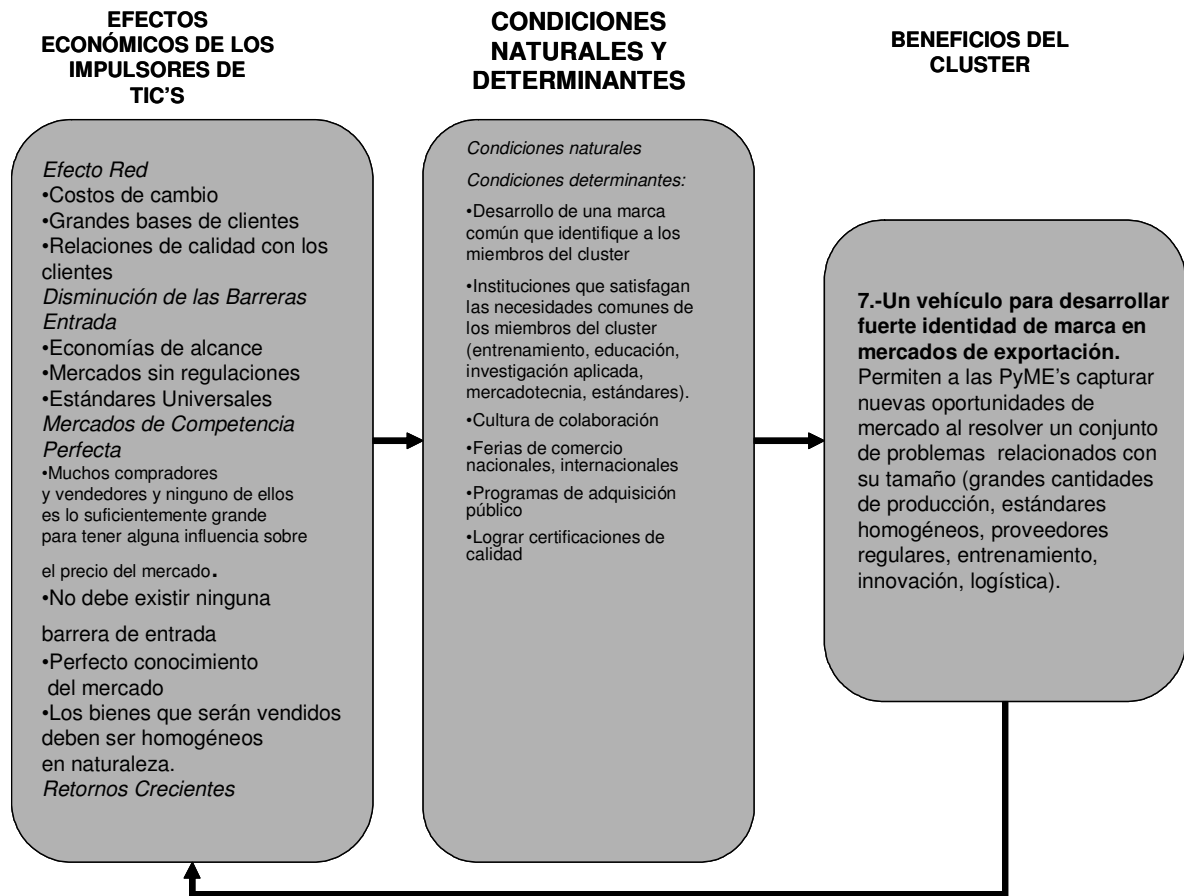 EFECTOS
ECONÓMICOS DE LOS
IMPULSORES DE
TIC'S
CONDICIONES
NATURALES Y
DETERMINANTES
BENEFICIOS DEL
CLUSTER
Efecto Red
•Costos de cambio
•Grandes bases de clientes
•Relaciones de calidad con los
clientes
Disminución de las Barreras
Entrada
•Economías de alcance
•Mercados sin regulaciones
•Estándares Universales
Mercados de Competencia
Perfecta
•Muchos compradores
y vendedores y ninguno de ellos
es lo suficientemente grande
para tener alguna influencia sobre
el precio del mercado.
•No debe existir ninguna
barrera de entrada
•Perfecto conocimiento
del mercado
•Los bienes que serán vendidos
deben ser homogéneos
en naturaleza.
Retornos Crecientes
Condiciones naturales
Condiciones determinantes:
•Desarrollo de una marca
común que identifique a los
miembros del cluster
•Instituciones que satisfagan
las necesidades comunes de
los miembros del cluster
(entrenamiento, educación,
investigación aplicada,
mercadotecnia, estándares).
•Cultura de colaboración
•Ferias de comercio
nacionales, internacionales
•Programas de adquisición
público
•Lograr certificaciones de
calidad
7.-Un vehículo para desarrollar
fuerte identidad de marca en
mercados de exportación.
Permiten a las PyME's capturar
nuevas oportunidades de
mercado al resolver un conjunto
de problemas relacionados con
su tamaño (grandes cantidades
de producción, estándares
homogéneos, proveedores
regulares, entrenamiento,
innovación, logística).